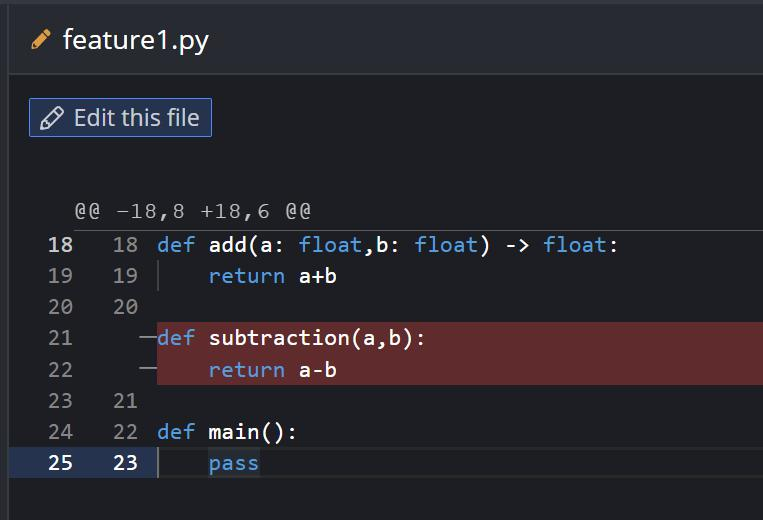 feature1.py
Edit this file
@@ -18,8 +18,6 @@
18 18 def add(a: float,b: float) -> float:
19 19 return a+b
20 20
21 —def subtraction(a,b):
22 — return a-b
23 21
24 22 def main():
25 23 pass